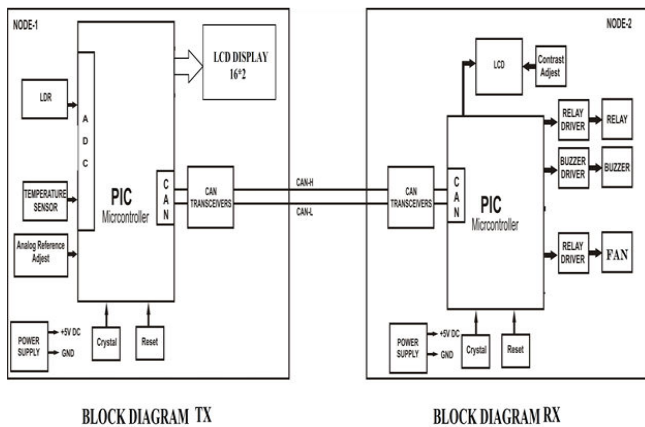 NODE-1
LCD DISPLAY
16*2
LDR
A
D
C
TEMPERATURE
SENSOR
PIC
Micrcontroller
C
A
N
CAN
TRANSCEIVERS
Analog Reference
Adjest
POWER
SUPPLY
+5V DC
GND
Crystal
Reset
CAN-H
CAN-L
NODE-2
LCD
Contrast
Adjest
RELAY
DRIVER
RELAY
BUZZER
DRIVER
BUZZER
CAN
TRANSCEIVERS
C
A
N
PIC
Micrcontroller
RELAY
DRIVER
FAN
POWER
SUPPLY
+5V DC
GND
Crystal
Reset
BLOCK DIAGRAM TX
BLOCK DIAGRAM RX